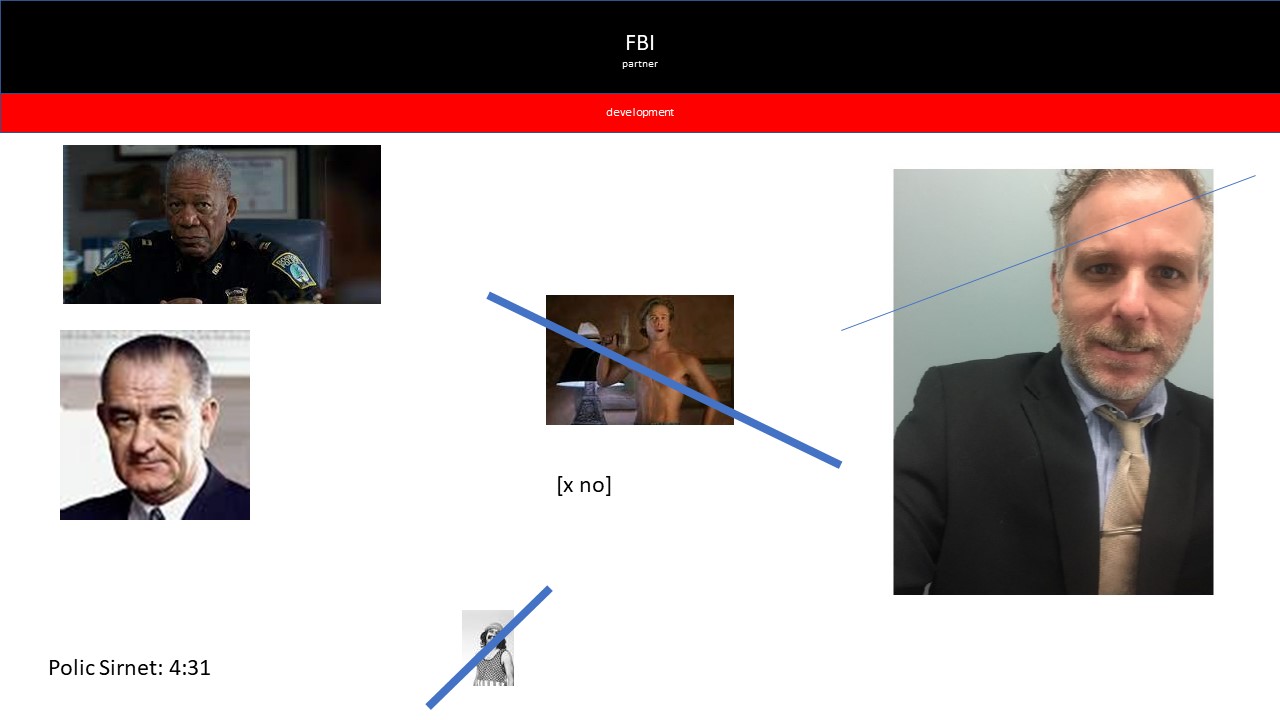 FBI
partner
development
[x no]
Polic Sirnet: 4:31